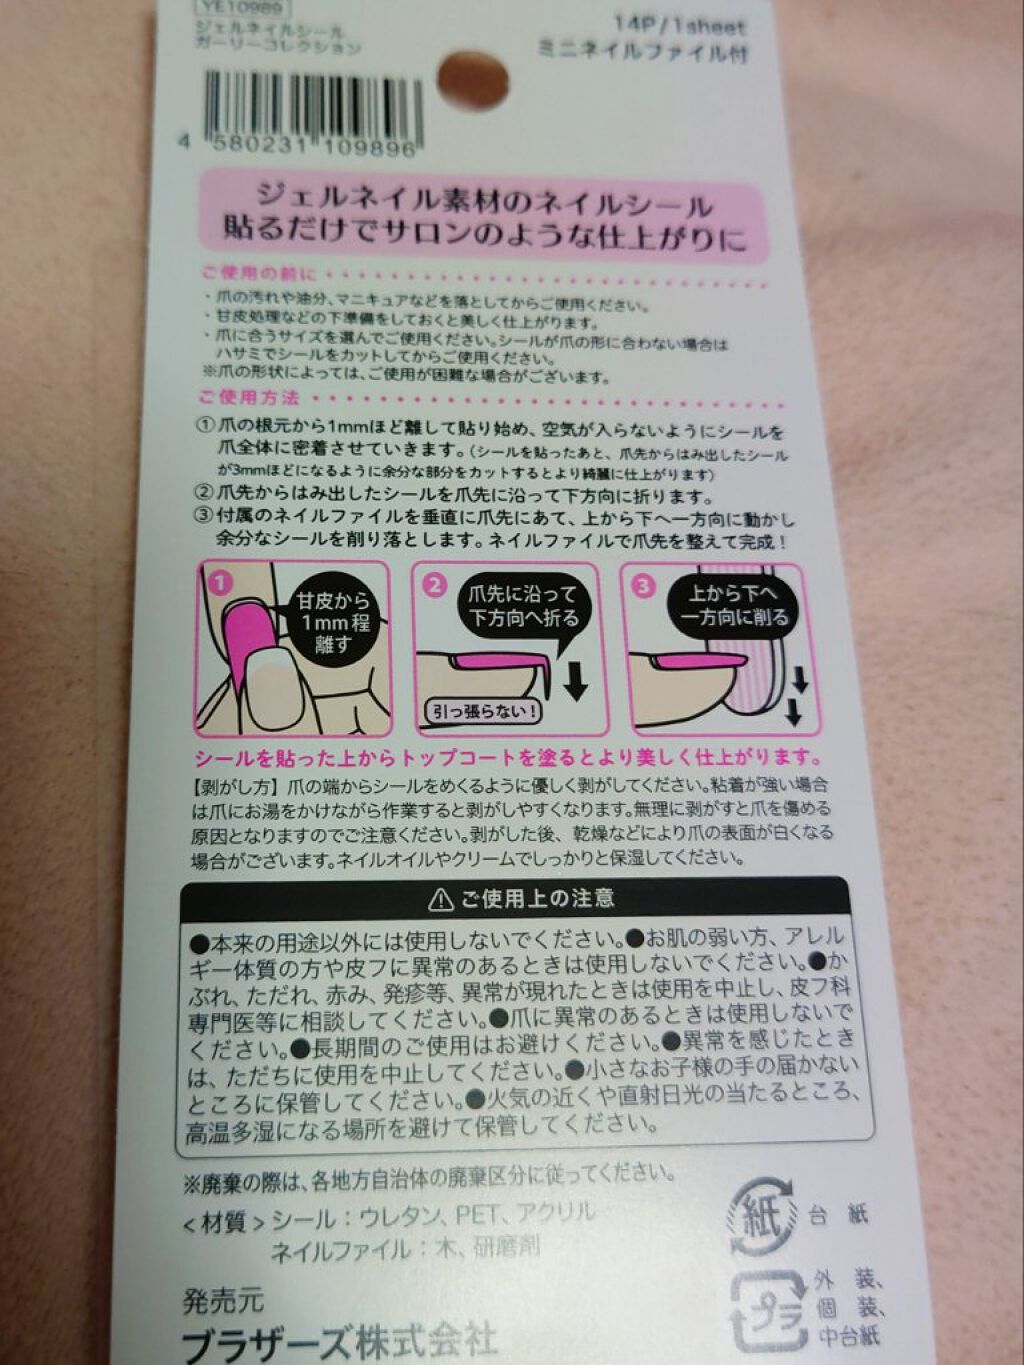 YE10989
ジェルネイルシール
ガーリーコレクション
14P/1sheet
ミニネイルファイル付
4 580231 109896
ジェルネイル素材のネイルシール
貼るだけでサロンのような仕上がりに
ご使用の前に
・爪の汚れや油分、マニキュアなどを落としてからご使用ください。
・甘皮処理などの下準備をしておくと美しく仕上がります。
・爪に合うサイズを選んでご使用ください。シールが爪の形に合わない場合は
ハサミでシールをカットしてからご使用ください。
※爪の形状によっては、ご使用が困難な場合がございます。
ご使用方法
①爪の根元から1mmほど離して貼り始め、空気が入らないようにシールを
爪全体に密着させていきます。(シールを貼ったあと、爪先からはみ出したシール
が3mmほどになるように余分な部分をカットするとより綺麗に仕上がります)
②爪先からはみ出したシールを爪先に沿って下方向に折ります。
③付属のネイルファイルを垂直に爪先にあて、上から下へ一方向に動かし
余分なシールを削り落とします。ネイルファイルで爪先を整えて完成!
1
甘皮から
1mm程
離す
2
爪先に沿って
下方向へ折る
引っ張らない!
3
上から下へ
一方向に削る
シールを貼った上からトップコートを塗るとより美しく仕上がります。
【剥がし方】爪の端からシールをめくるように優しく剥がしてください。粘着が強い場合
は爪にお湯をかけながら作業すると剥がしやすくなります。無理に剥がすと爪を傷める
原因となりますのでご注意ください。剥がした後、乾燥などにより爪の表面が白くなる
場合がございます。ネイルオイルやクリームでしっかりと保湿してください。
⚠ご使用上の注意
●本来の用途以外には使用しないでください。●お肌の弱い方、アレル
ギー体質の方や皮フに異常のあるときは使用しないでください。●か
ぶれ、ただれ、赤み、発疹等、異常が現れたときは使用を中止し、皮フ科
専門医等に相談してください。●爪に異常のあるときは使用しないで
ください。●長期間のご使用はお避けください。●異常を感じたとき
は、ただちに使用を中止してください。●小さなお子様の手の届かない
ところに保管してください。●火気の近くや直射日光の当たるところ、
高温多湿になる場所を避けて保管してください。
※廃棄の際は、各地方自治体の廃棄区分に従ってください。
<材質>シール:ウレタン、PET、アクリル
ネイルファイル:木、研磨剤
紙
台紙
プラ
外装、
個装、
中台紙
発売元
ブラザーズ株式会社